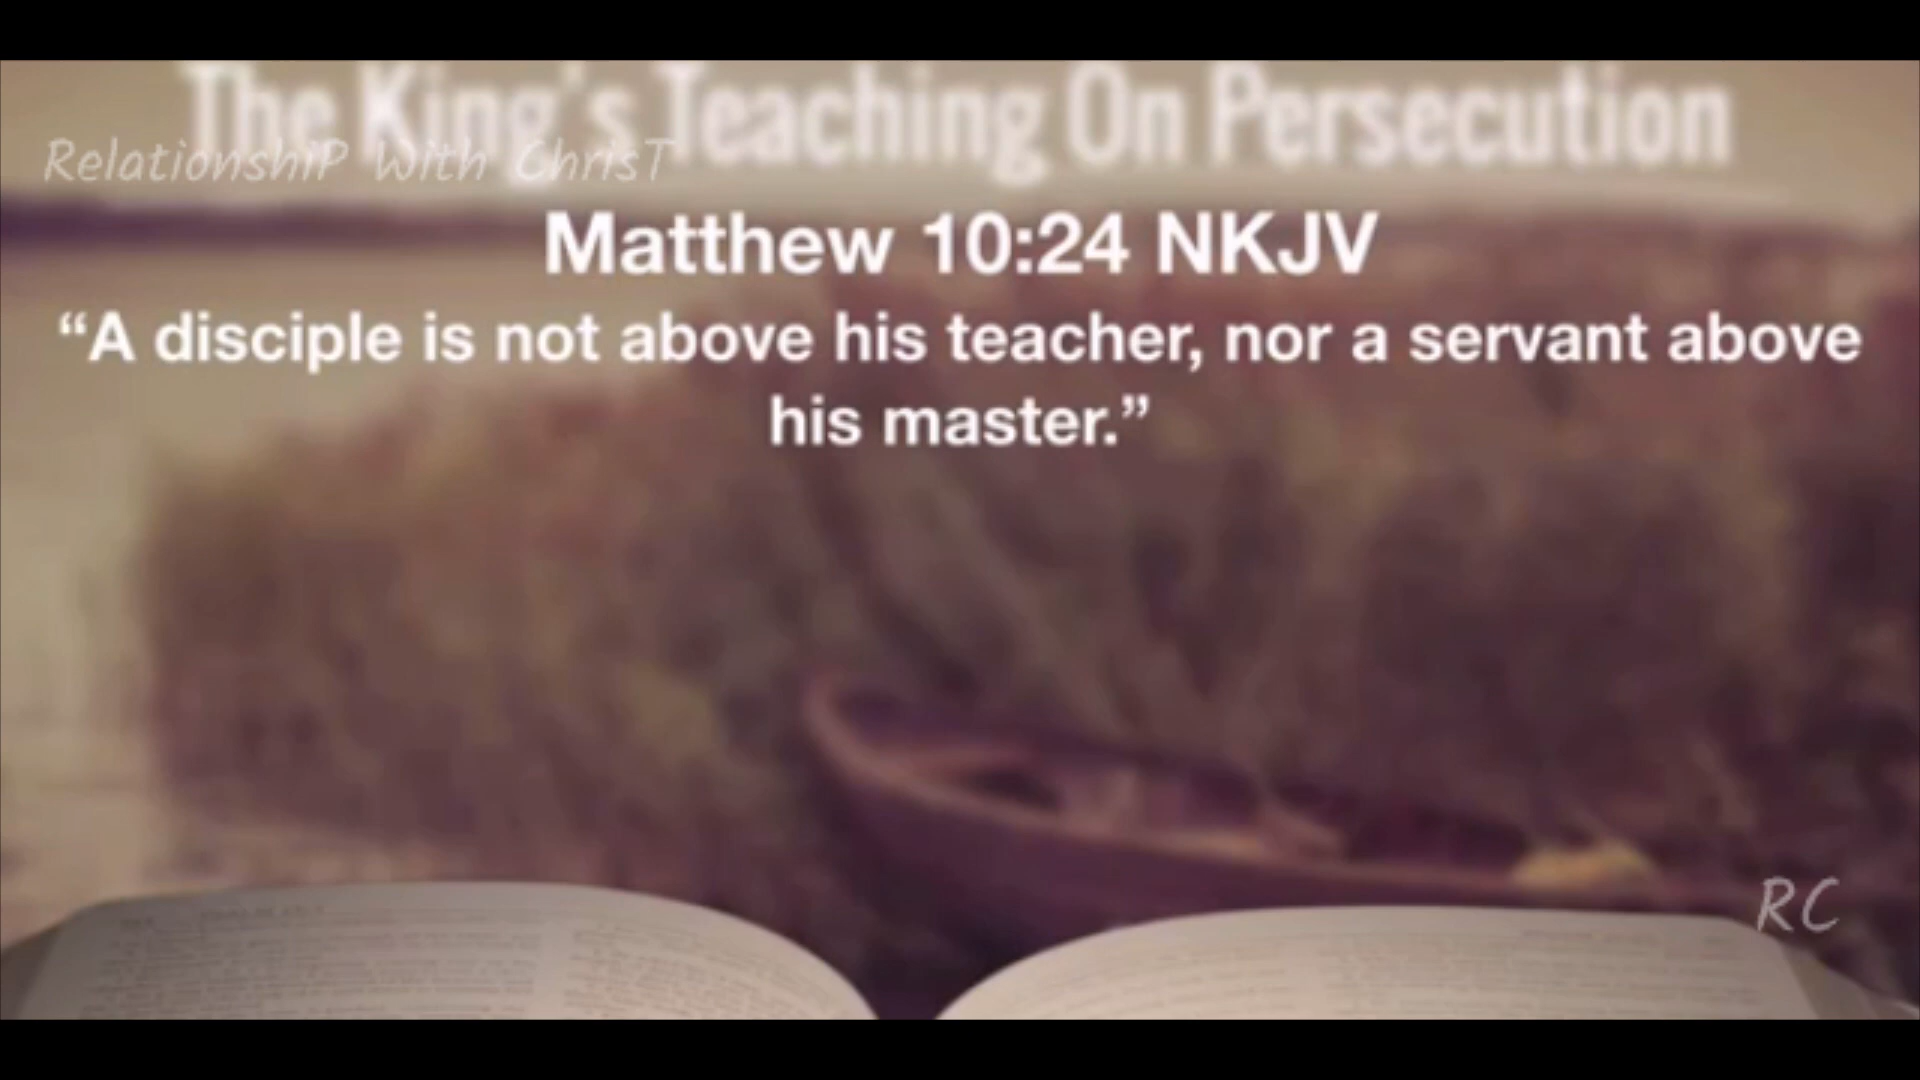 The King's Teaching On Persecution
RelationshiP With ChrisT
Matthew 10:24 NKJV
“A disciple is not above his teacher, nor a servant above
his master.”
RC